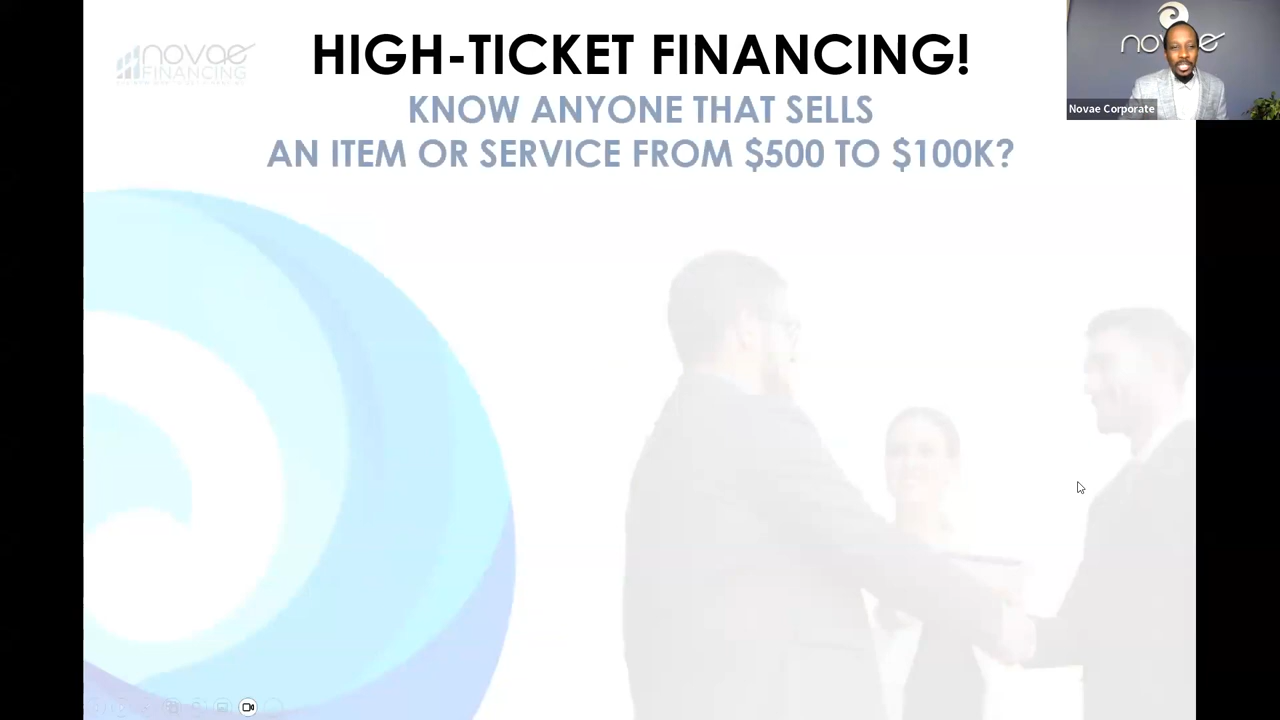 novae
FINANCING
HIGH-TICKET FINANCING!
KNOW ANYONE THAT SELLS
AN ITEM OR SERVICE FROM $500 TO $100K?
novae
Novae Corporate